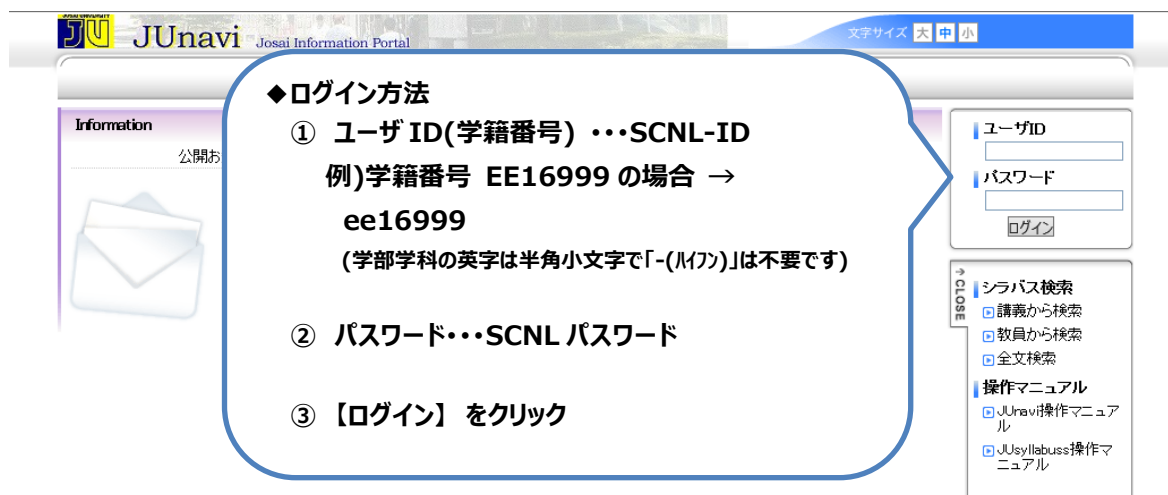 JOSAI UNIVERSITY
JU JUnavi Josai Information Portal
文字サイズ 大 中 小
Information
公開お
◆ログイン方法
① ユーザ ID(学籍番号) ・・・SCNL-ID
例)学籍番号 EE16999 の場合 →
ee16999
(学部学科の英字は半角小文字で「-(ハイフン)」は不要です)
② パスワード・・・SCNL パスワード
③ 【ログイン】 をクリック
ユーザID
パスワード
ログイン
→CLOSE
シラバス検索
講義から検索
教員から検索
全文検索
操作マニュアル
JUnavi操作マニュア
ル
JUsyllabuss操作マ
ニュアル